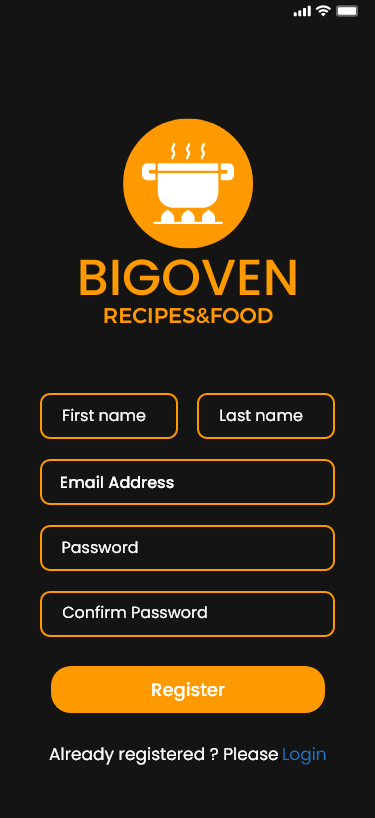 BIGOVEN
RECIPES&FOOD
First name Last name
Email Address
Password
Confirm Password
Register
Already registered ? Please Login